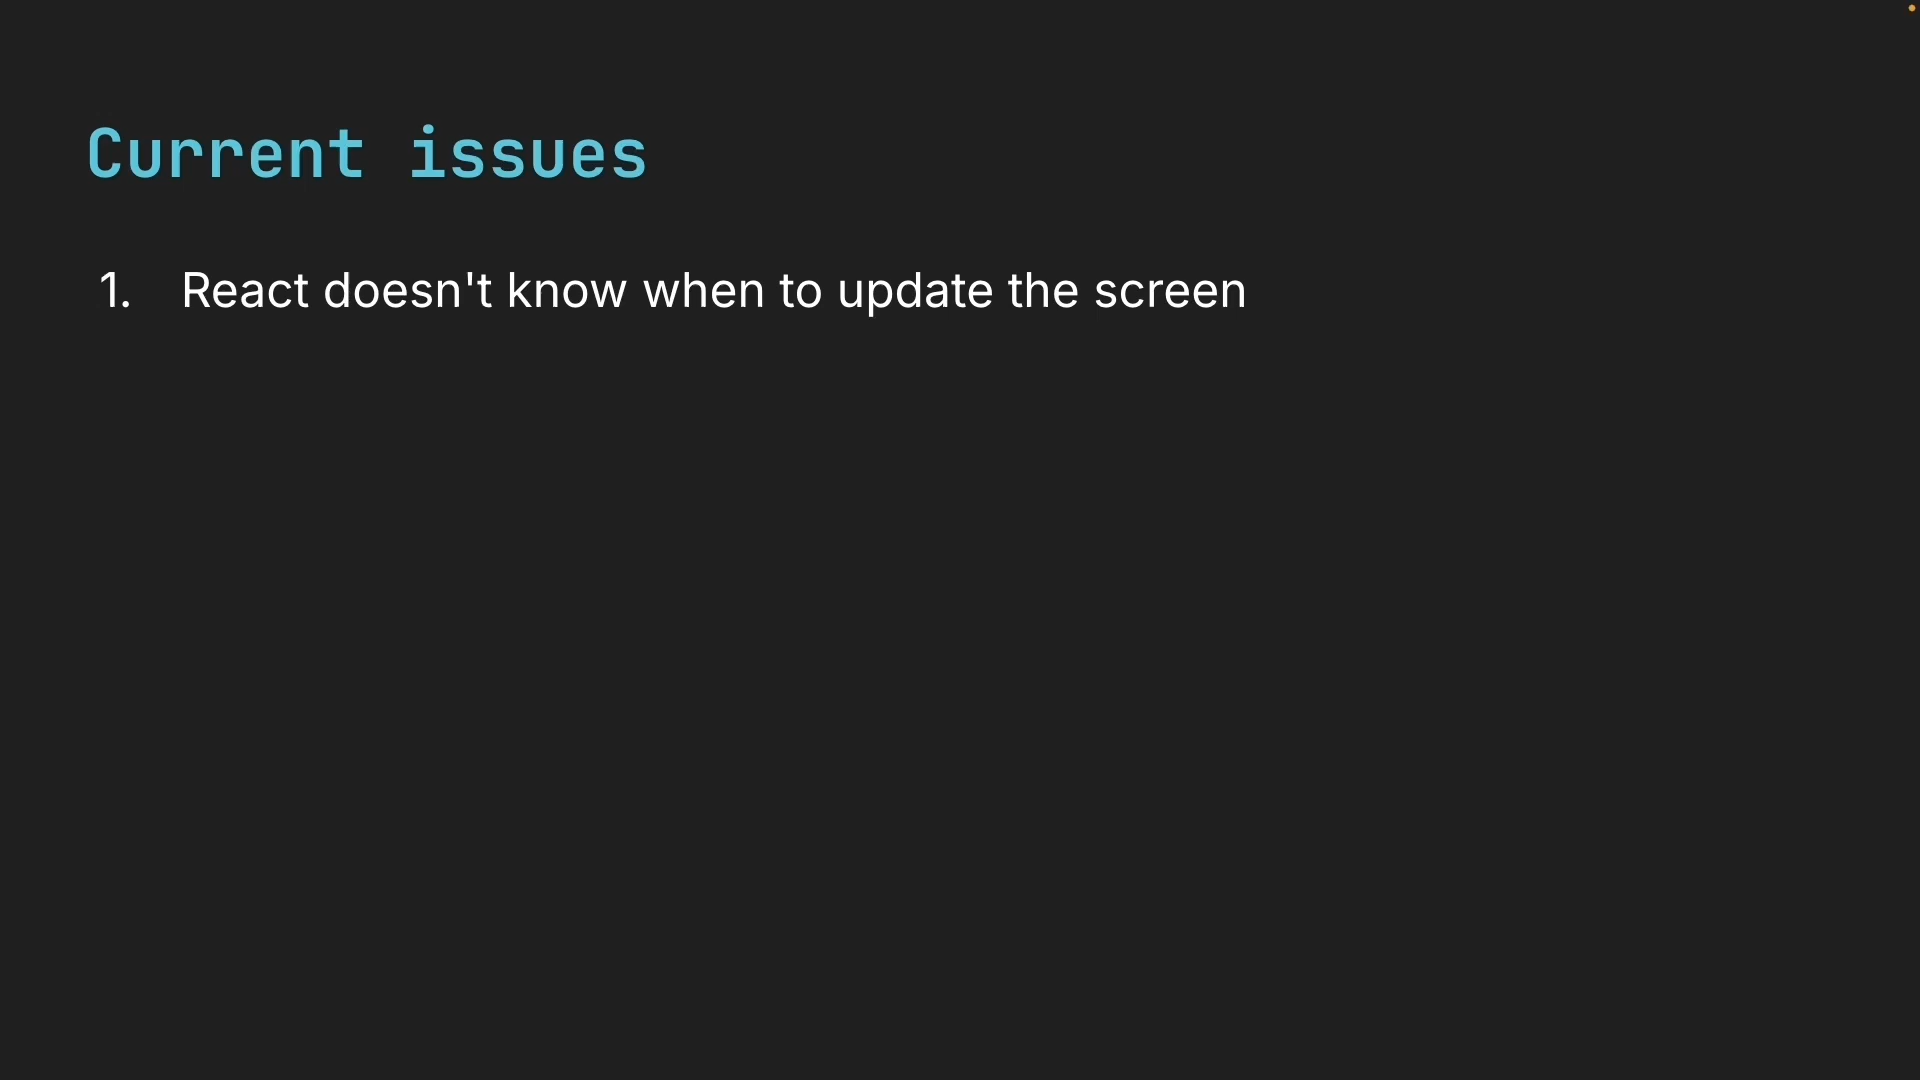 Current issues
1. React doesn't know when to update the screen